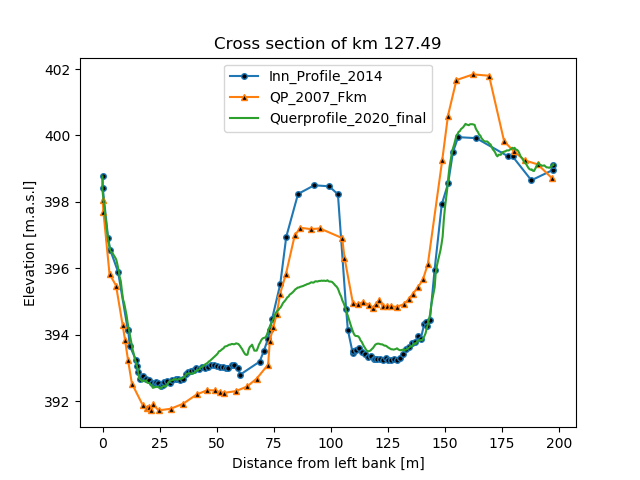 Cross section of km 127.49
Inn_Profile_2014
QP_2007_Fkm
Querprofile_2020_final
402
400
398
396
394
392
Elevation [m.a.s.l]
0
25
50
75
100
125
150
175
200
Distance from left bank [m]